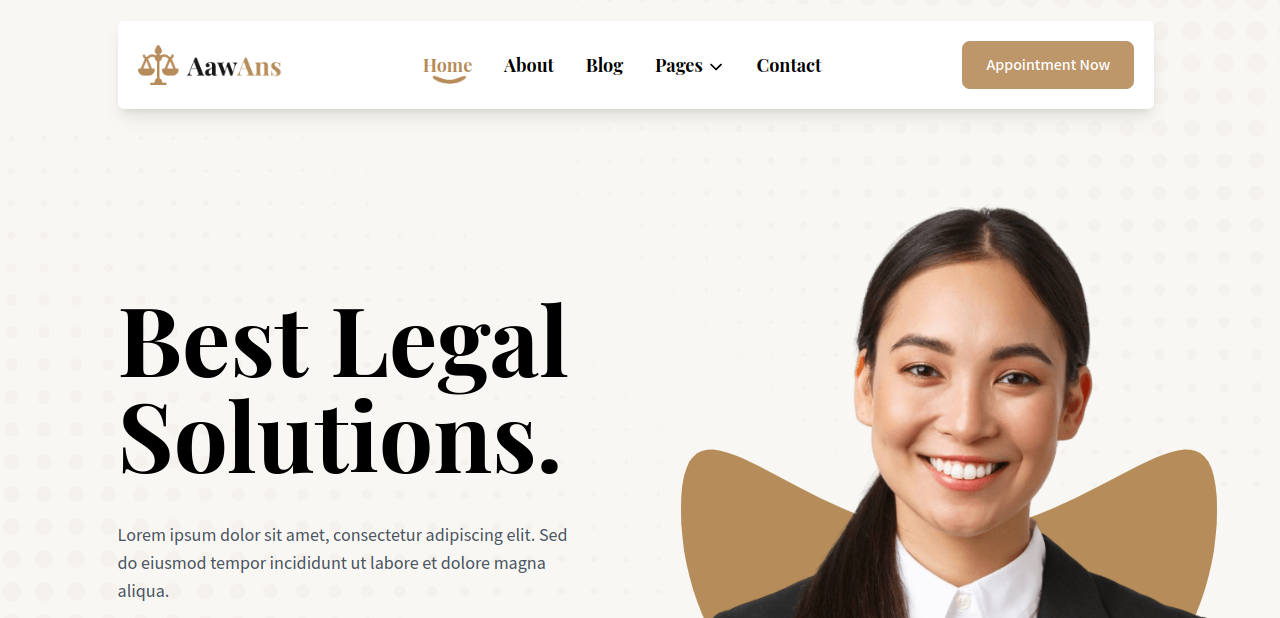 AawAns
Home
About
Blog
Pages
Contact
Appointment Now
Best Legal
Solutions.
Lorem ipsum dolor sit amet, consectetur adipiscing elit. Sed
do eiusmod tempor incididunt ut labore et dolore magna
aliqua.